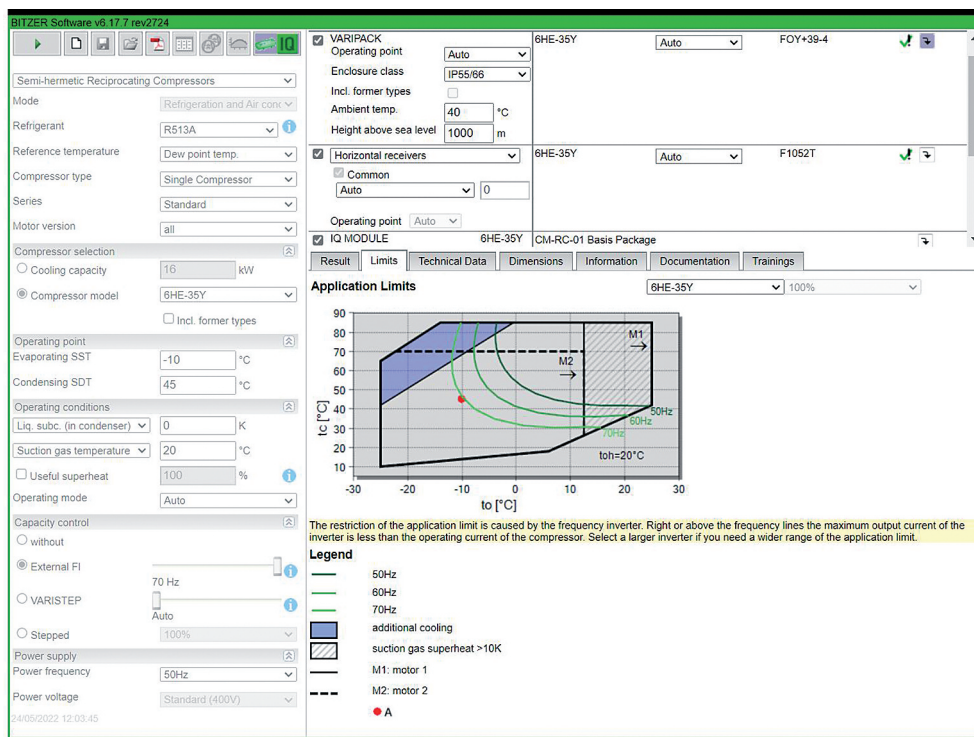 BITZER Software v6.17.7 rev2724
IQ
Semi-hermetic Reciprocating Compressors
Mode Refrigeration and Air conc
Refrigerant R513A
Reference temperature Dew point temp.
Compressor type Single Compressor
Series Standard
Motor version all
Compressor selection
Cooling capacity 16 kW
Compressor model 6HE-35Y
Incl. former types
Operating point
Evaporating SST -10 °C
Condensing SDT 45 °C
Operating conditions
Liq. subc. (in condenser) 0 K
Suction gas temperature 20 °C
Useful superheat 100 %
Operating mode Auto
Capacity control
without
External FI
70 Hz
VARISTEP
Auto
Stepped 100%
Power supply
Power frequency 50Hz
Power voltage Standard (400V)
24/05/2022 12:03:45
VARIPACK 6HE-35Y Auto FOY+39-4
Operating point Auto
Enclosure class IP55/66
Incl. former types
Ambient temp. 40 °C
Height above sea level 1000 m
Horizontal receivers 6HE-35Y Auto F1052T
Common
Auto 0
Operating point Auto
IQ MODULE 6HE-35Y CM-RC-01 Basis Package
Result Limits Technical Data Dimensions Information Documentation Trainings
Application Limits 6HE-35Y 100%
90
80
70
60
50
40
30
20
10
tc [°C]
M1
M2
50Hz
60Hz
70Hz
toh=20°C
-30 -20 -10 0 10 20 30
to [°C]
The restriction of the application limit is caused by the frequency inverter. Right or above the frequency lines the maximum output current of the
inverter is less than the operating current of the compressor. Select a larger inverter if you need a wider range of the application limit.
Legend
50Hz
60Hz
70Hz
additional cooling
suction gas superheat >10K
M1: motor 1
M2: motor 2
A